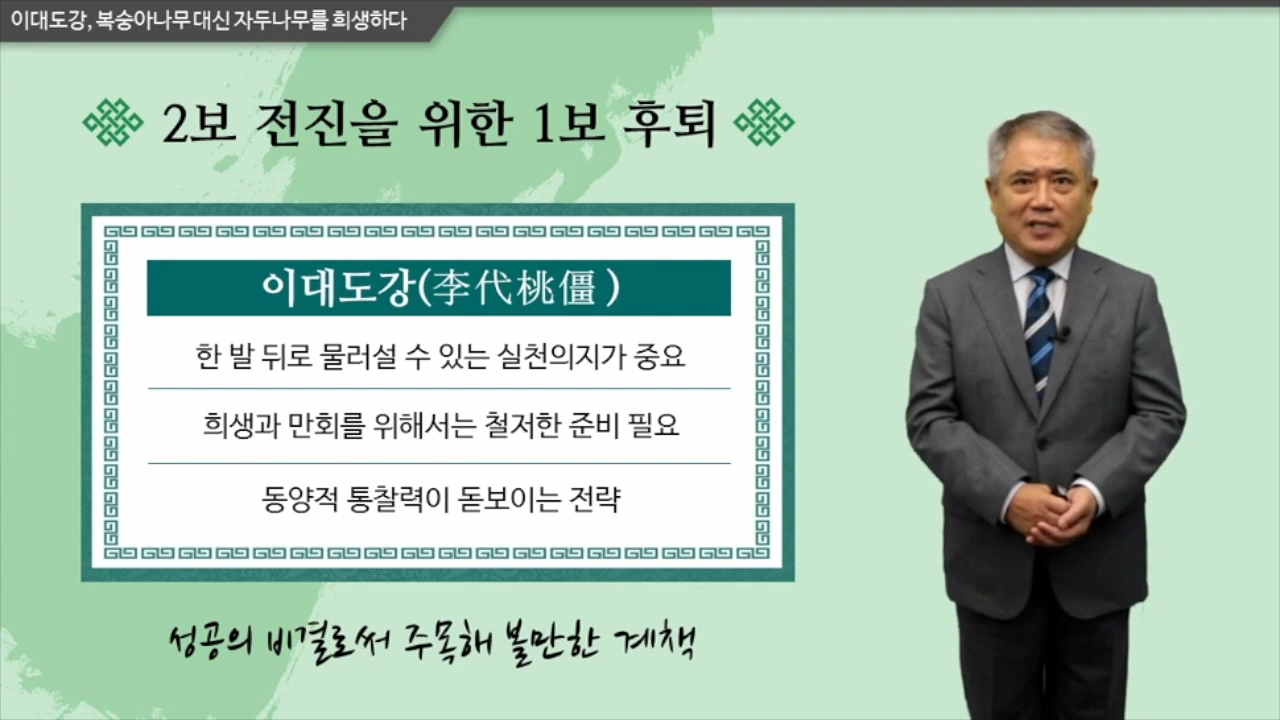 이대도강, 복숭아나무 대신 자두나무를 희생하다
2보 전진을 위한 1보 후퇴
이대도강(李代桃僵)
한 발 뒤로 물러설 수 있는 실천의지가 중요
희생과 만회를 위해서는 철저한 준비 필요
동양적 통찰력이 돋보이는 전략
성공의 비결로써 주목해 볼만한 계책